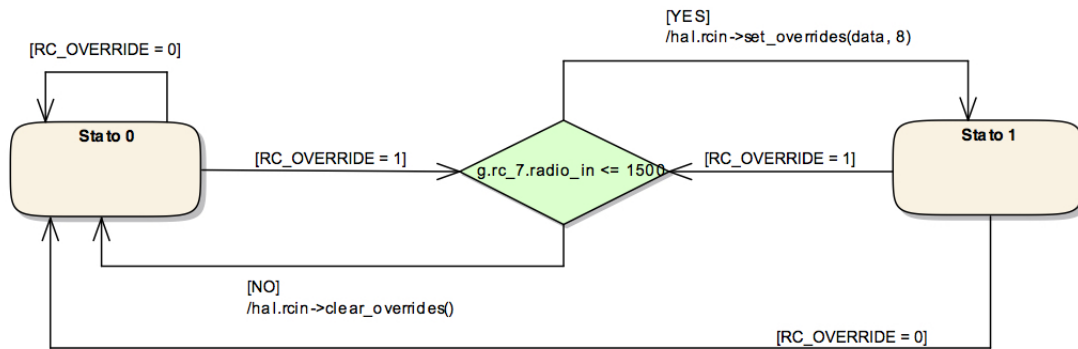 [YES]
/hal.rcin->set_overrides(data, 8)
[RC_OVERRIDE = 0]
Stato 0
Stato 1
[RC_OVERRIDE = 1]
g.rc_7.radio_in <= 1500
[RC_OVERRIDE = 1]
[NO]
/hal.rcin->clear_overrides()
[RC_OVERRIDE = 0]